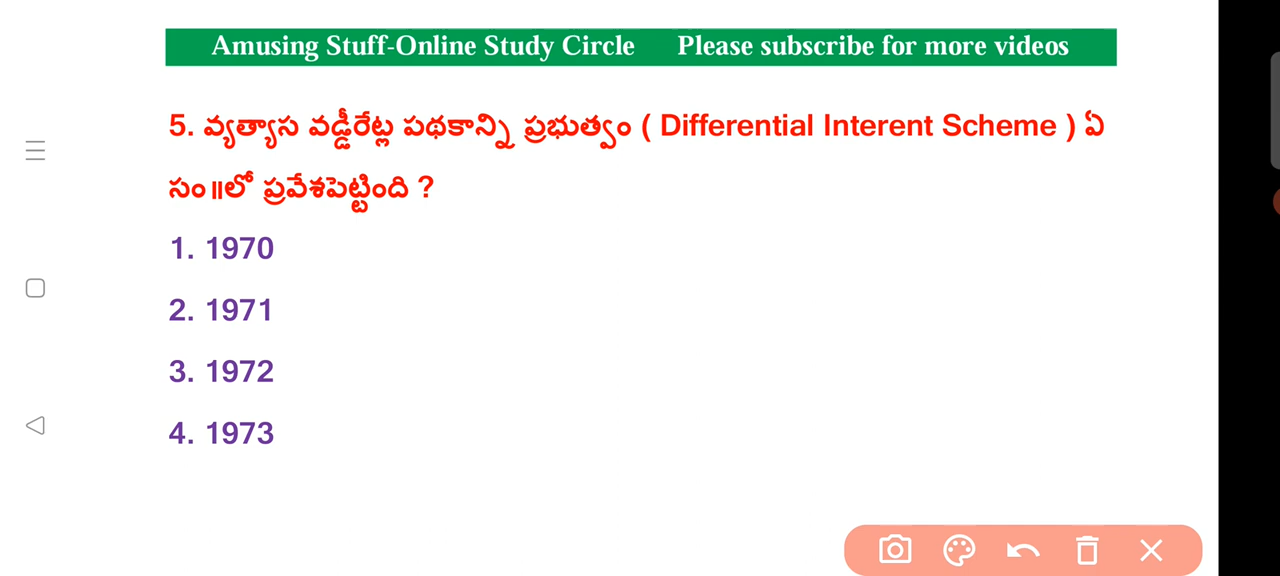 Amusing Stuff-Online Study Circle Please subscribe for more videos
5. వ్యత్యాస వడ్డీరేట్ల పథకాన్ని ప్రభుత్వం ( Differential Interent Scheme ) ఏ
సం॥లో ప్రవేశపెట్టింది ?
1. 1970
2. 1971
3. 1972
4. 1973